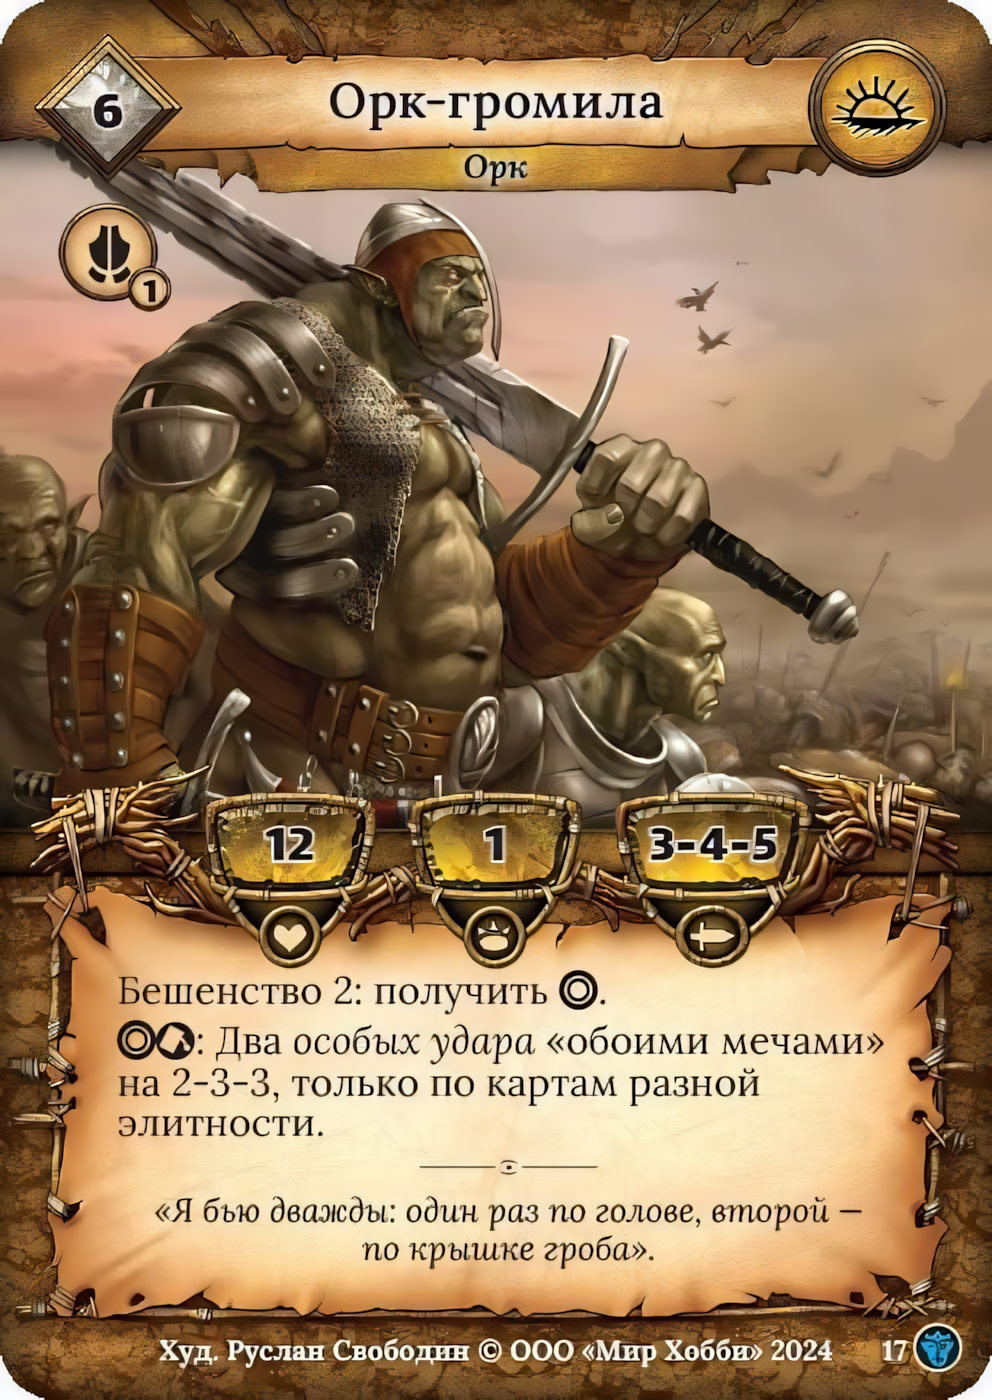 6
Орк-громила
Орк
1
12
1
3-4-5
Бешенство 2: получить .
: Два особых удара «обоими мечами»
на 2-3-3, только по картам разной
элитности.
«Я бью дважды: один раз по голове, второй —
по крышке гроба».
Худ. Руслан Свободин © ООО «Мир Хобби» 2024 17